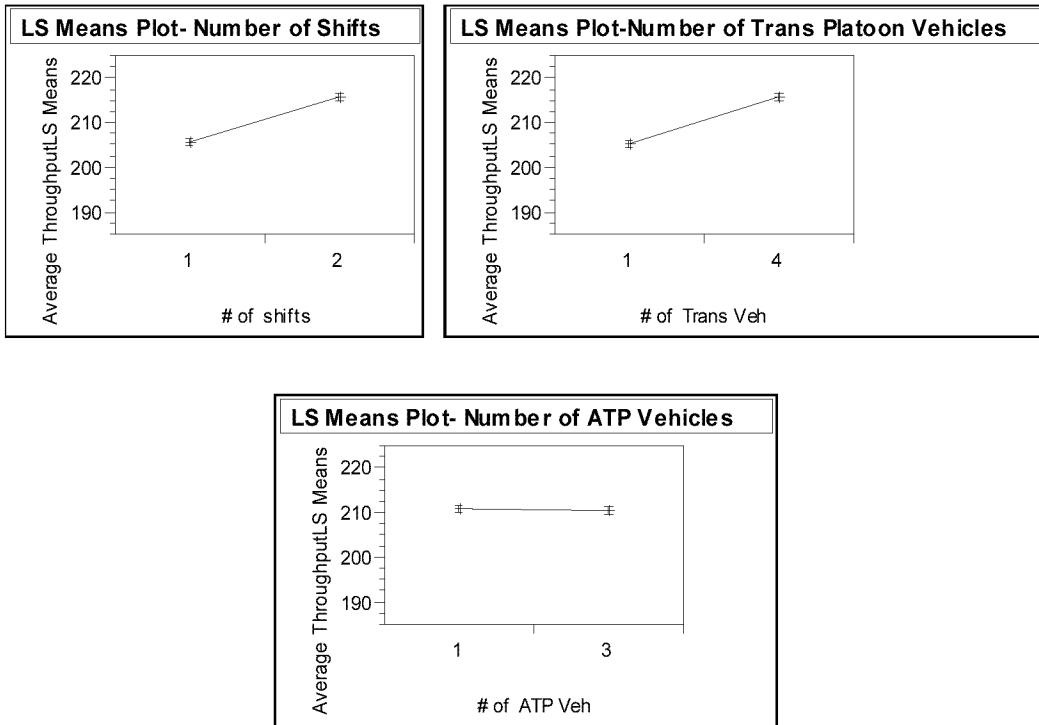 LS Means Plot- Number of Shifts
Average ThroughputLS Means
220
210
200
190
1
2
# of shifts
LS Means Plot-Number of Trans Platoon Vehicles
Average ThroughputLS Means
220
210
200
190
1
4
# of Trans Veh
LS Means Plot- Number of ATP Vehicles
Average ThroughputLS Means
220
210
200
190
1
3
# of ATP Veh